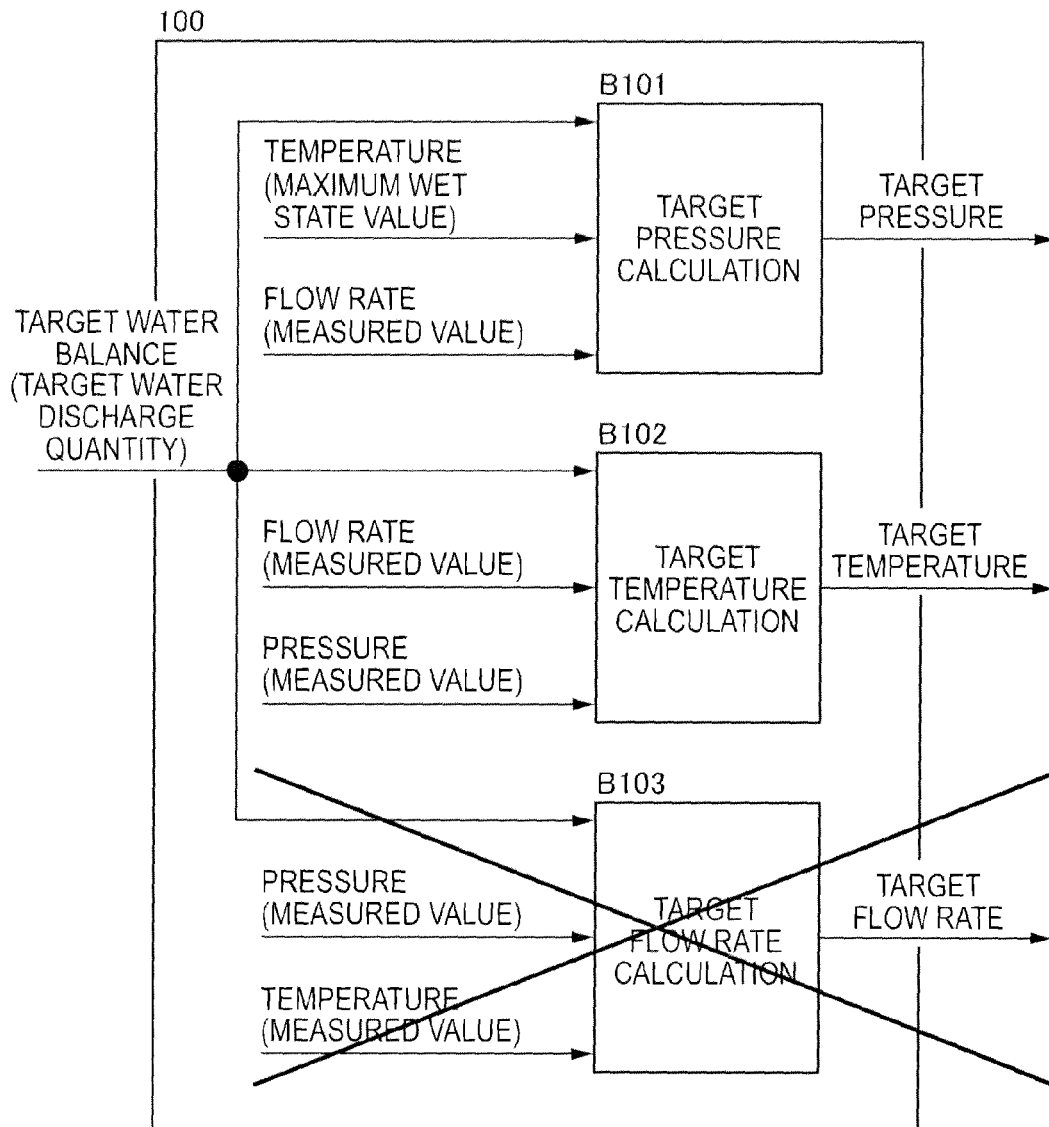 100
B101
TEMPERATURE
(MAXIMUM WET
STATE VALUE)
FLOW RATE
(MEASURED VALUE)
TARGET
PRESSURE
CALCULATION
TARGET
PRESSURE
TARGET WATER
BALANCE
(TARGET WATER
DISCHARGE
QUANTITY)
B102
FLOW RATE
(MEASURED VALUE)
PRESSURE
(MEASURED VALUE)
TARGET
TEMPERATURE
CALCULATION
TARGET
TEMPERATURE
B103
PRESSURE
(MEASURED VALUE)
TEMPERATURE
(MEASURED VALUE)
TARGET
FLOW RATE
CALCULATION
TARGET
FLOW RATE